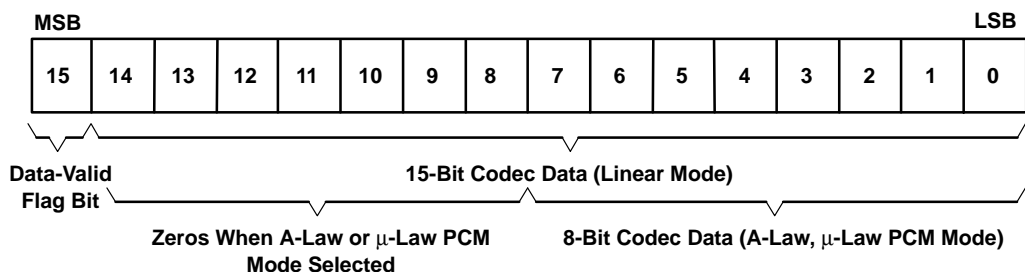 MSB LSB
15 14 13 12 11 10 9 8 7 6 5 4 3 2 1 0
Data-Valid
Flag Bit
15-Bit Codec Data (Linear Mode)
Zeros When A-Law or μ-Law PCM
Mode Selected
8-Bit Codec Data (A-Law, μ-Law PCM Mode)